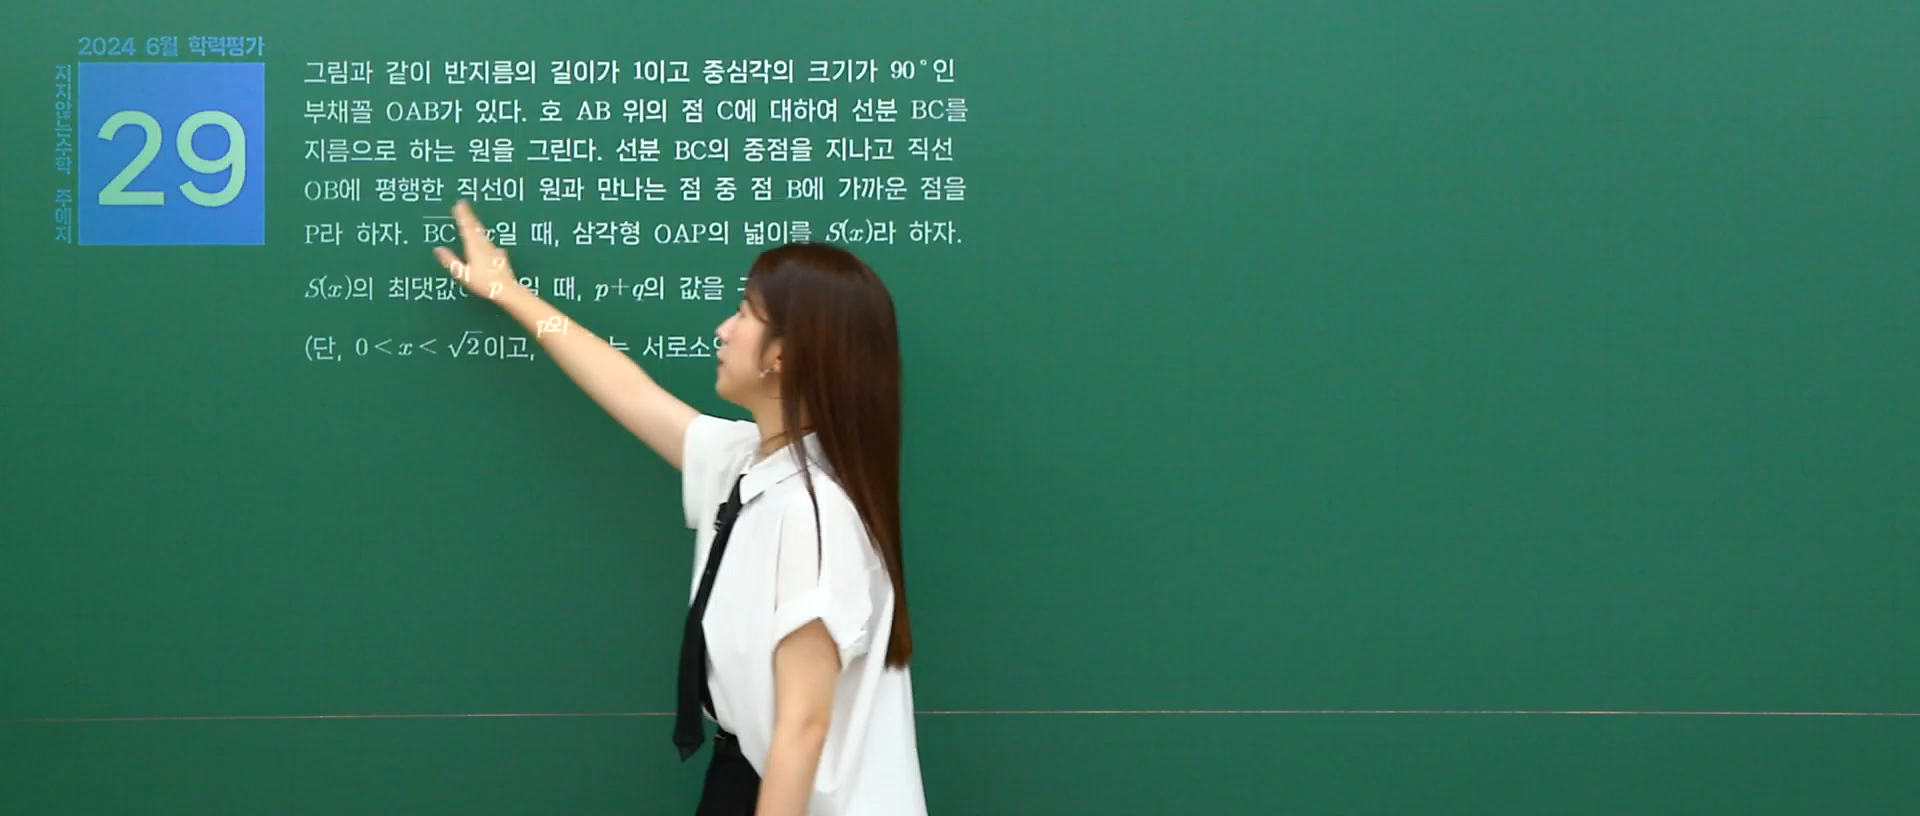 2024 6월 학력평가
지지않는수학 주예지
29
그림과 같이 반지름의 길이가 1이고 중심각의 크기가 90°인
부채꼴 OAB가 있다. 호 AB 위의 점 C에 대하여 선분 BC를
지름으로 하는 원을 그린다. 선분 BC의 중점을 지나고 직선
OB에 평행한 직선이 원과 만나는 점 중 점 B에 가까운 점을
P라 하자. BC x일 때, 삼각형 OAP의 넓이를 S(x)라 하자.
S(x)의 최댓값이 q/p일 때, p+q의 값을
(단, 0<x<√2이고, 는 서로소